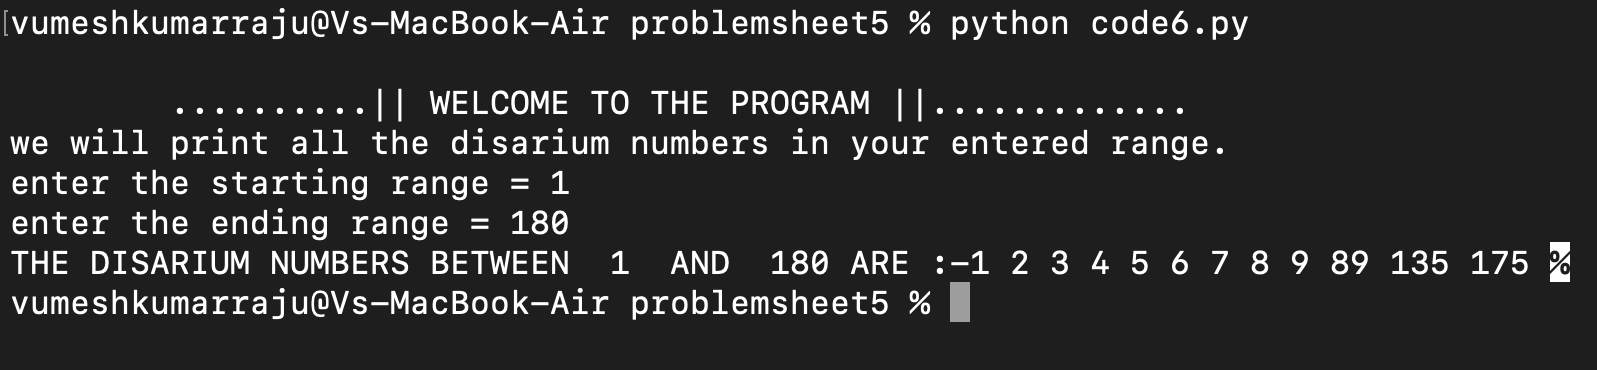 [vumeshkumarraju@Vs-MacBook-Air problemsheet5 % python code6.py
..........|| WELCOME TO THE PROGRAM ||.............
we will print all the disarium numbers in your entered range.
enter the starting range = 1
enter the ending range = 180
THE DISARIUM NUMBERS BETWEEN  1  AND  180 ARE :-1 2 3 4 5 6 7 8 9 89 135 175 %
vumeshkumarraju@Vs-MacBook-Air problemsheet5 %